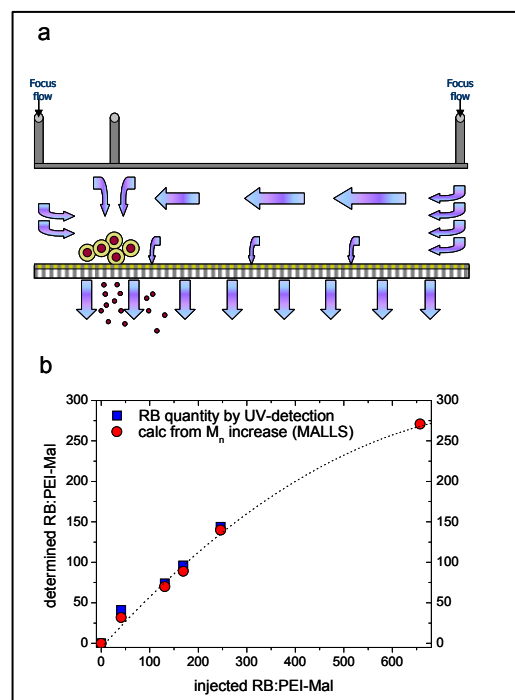 a
Focus
flow
Focus
flow
b
RB quantity by UV-detection
calc from Mn increase (MALLS)
determined RB:PEI-Mal
300
250
200
150
100
50
0
300
250
200
150
100
50
0
0 100 200 300 400 500 600
injected RB:PEI-Mal